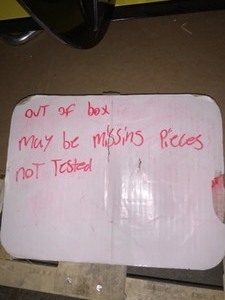 out of box
may be missing Pieces
not Tested